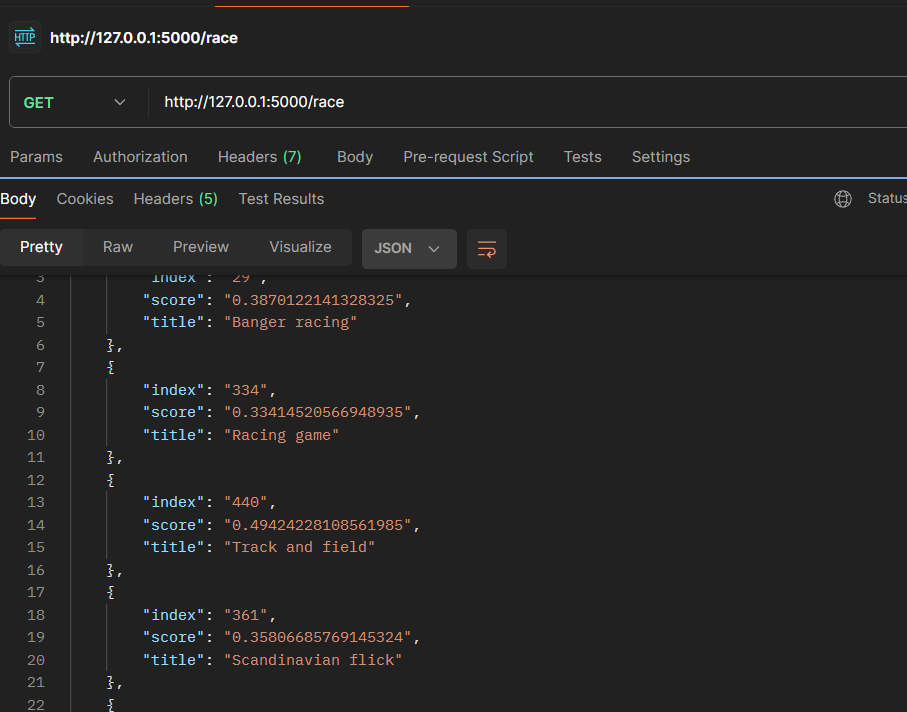 HTTP http://127.0.0.1:5000/race
GET http://127.0.0.1:5000/race
Params Authorization Headers (7) Body Pre-request Script Tests Settings
Body Cookies Headers (5) Test Results Status
Pretty Raw Preview Visualize JSON
3 "index": "29",
4 "score": "0.3870122141328325",
5 "title": "Banger racing"
6 },
7 {
8 "index": "334",
9 "score": "0.33414520566948935",
10 "title": "Racing game"
11 },
12 {
13 "index": "440",
14 "score": "0.49424228108561985",
15 "title": "Track and field"
16 },
17 {
18 "index": "361",
19 "score": "0.35806685769145324",
20 "title": "Scandinavian flick"
21 },
22 {